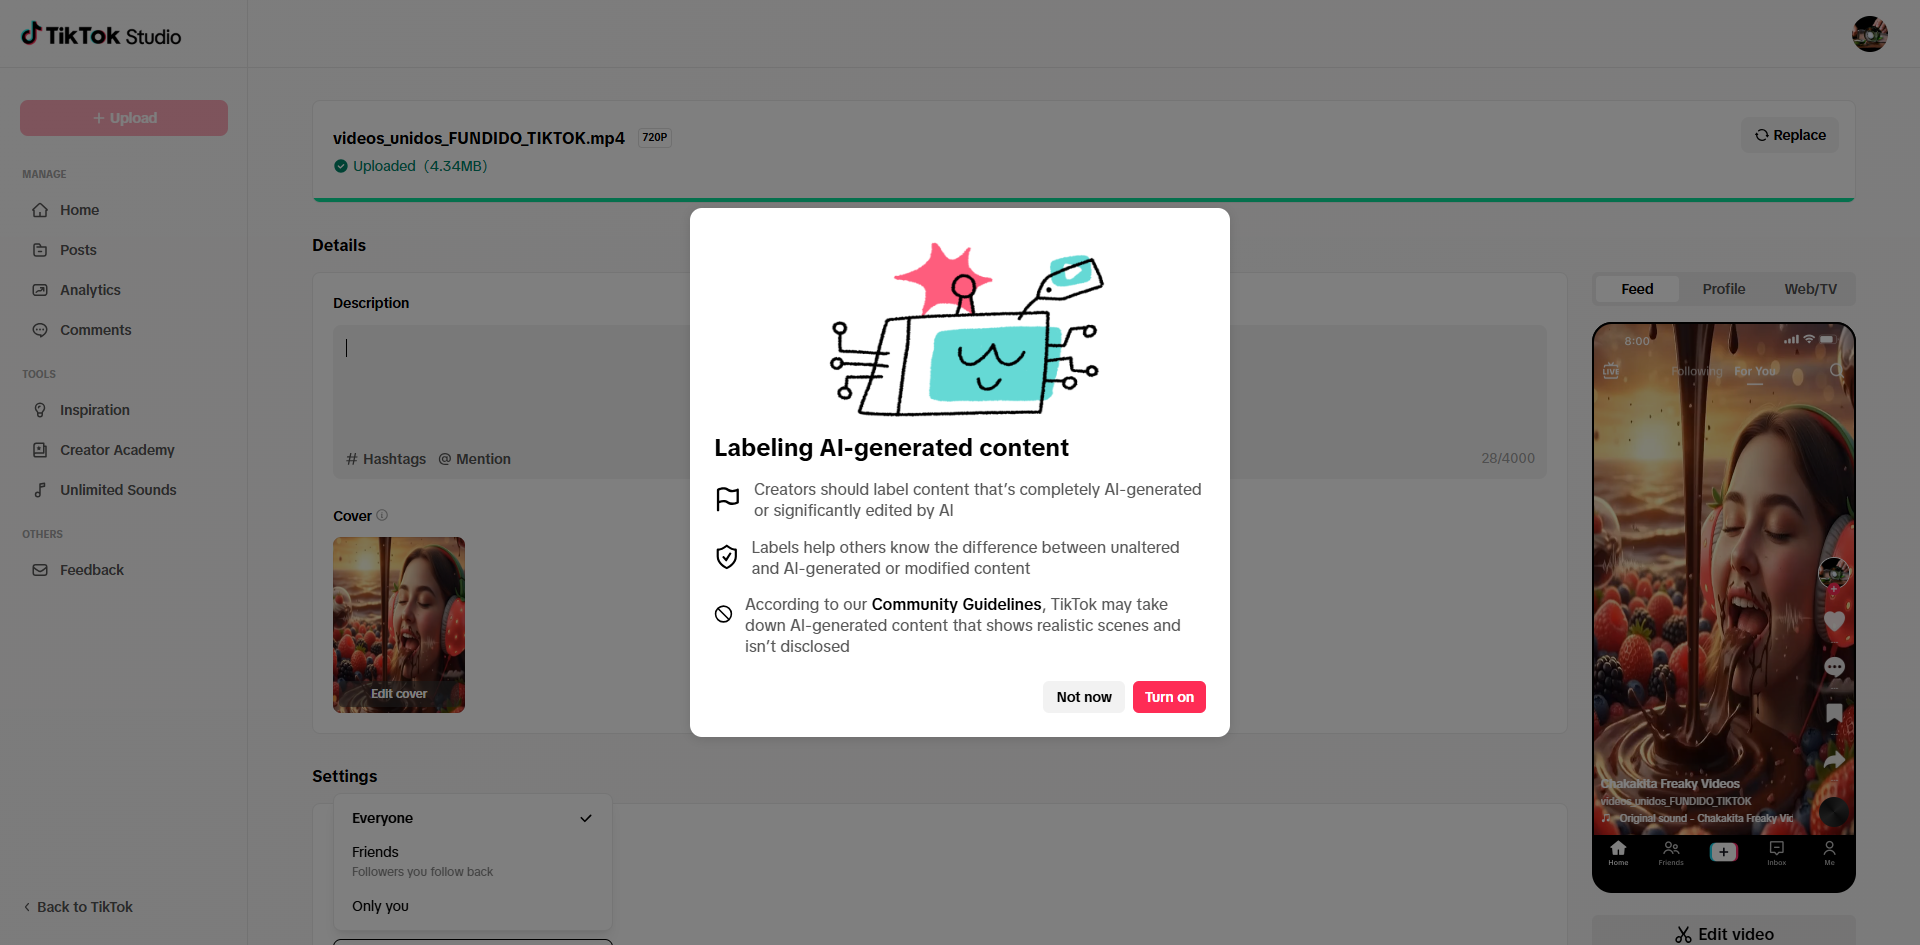 TikTok Studio
+ Upload
MANAGE
Home
Posts
Analytics
Comments
TOOLS
Inspiration
Creator Academy
Unlimited Sounds
OTHERS
Feedback
< Back to TikTok
videos_unidos_FUNDIDO_TIKTOK.mp4 720P
Uploaded (4.34MB)
Replace
Details
Description
# Hashtags @ Mention
28/4000
Cover
Edit cover
Settings
Everyone
Friends
Followers you follow back
Only you
Labeling AI-generated content
Creators should label content that's completely AI-generated
or significantly edited by AI
Labels help others know the difference between unaltered
and AI-generated or modified content
According to our Community Guidelines, TikTok may take
down AI-generated content that shows realistic scenes and
isn't disclosed
Not now
Turn on
Feed
Profile
Web/TV
8:00
LIVE
Following
For You
Chakakita Freaky Videos
videos_unidos_FUNDIDO_TIKTOK
Original sound - Chakakita Freaky Vid
Home
Friends
Inbox
Me
Edit video